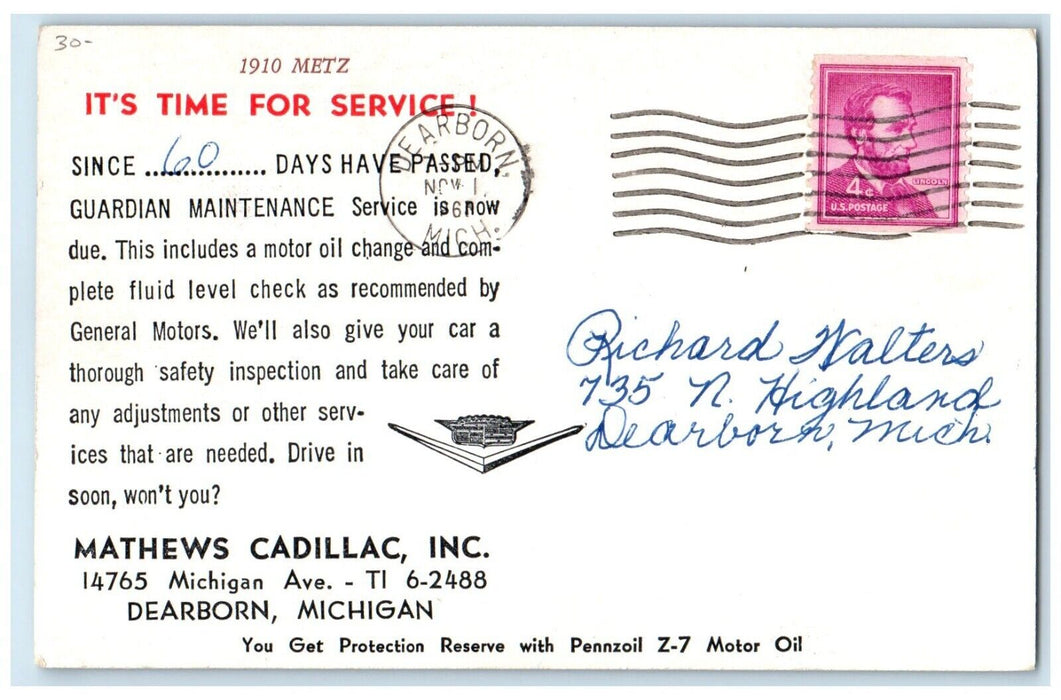 30-
1910 METZ
IT'S TIME FOR SERVICE!
SINCE ...60............ DAYS HAVE PASSED,
GUARDIAN MAINTENANCE Service is now
due. This includes a motor oil change and com-
plete fluid level check as recommended by
General Motors. We'll also give your car a
thorough safety inspection and take care of
any adjustments or other serv-
ices that are needed. Drive in
soon, won't you?
MATHEWS CADILLAC, INC.
14765 Michigan Ave. - TI 6-2488
DEARBORN, MICHIGAN
You Get Protection Reserve with Pennzoil Z-7 Motor Oil
DEARBORN,
NOV 1
MICH.
LINCOLN
4¢
U.S. POSTAGE
Richard Walters
735 N. Highland
Dearborn, Mich.